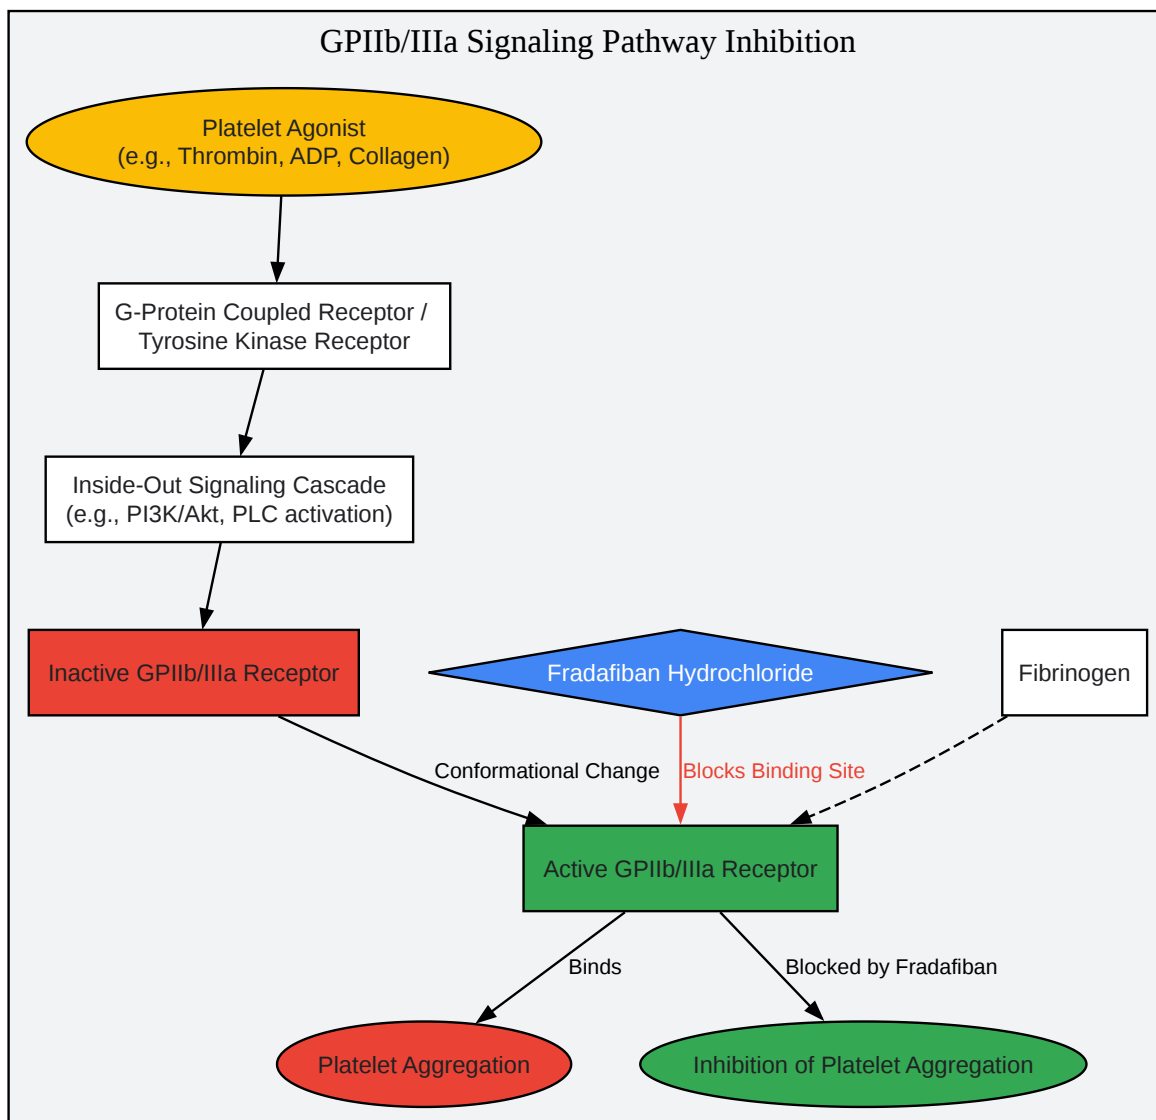 GPIIb/IIIa Signaling Pathway Inhibition
Platelet Agonist
(e.g., Thrombin, ADP, Collagen)
G-Protein Coupled Receptor /
Tyrosine Kinase Receptor
Inside-Out Signaling Cascade
(e.g., PI3K/Akt, PLC activation)
Inactive GPIIb/IIIa Receptor
Fradafiban Hydrochloride
Fibrinogen
Conformational Change
Blocks Binding Site
Active GPIIb/IIIa Receptor
Binds
Blocked by Fradafiban
Platelet Aggregation
Inhibition of Platelet Aggregation